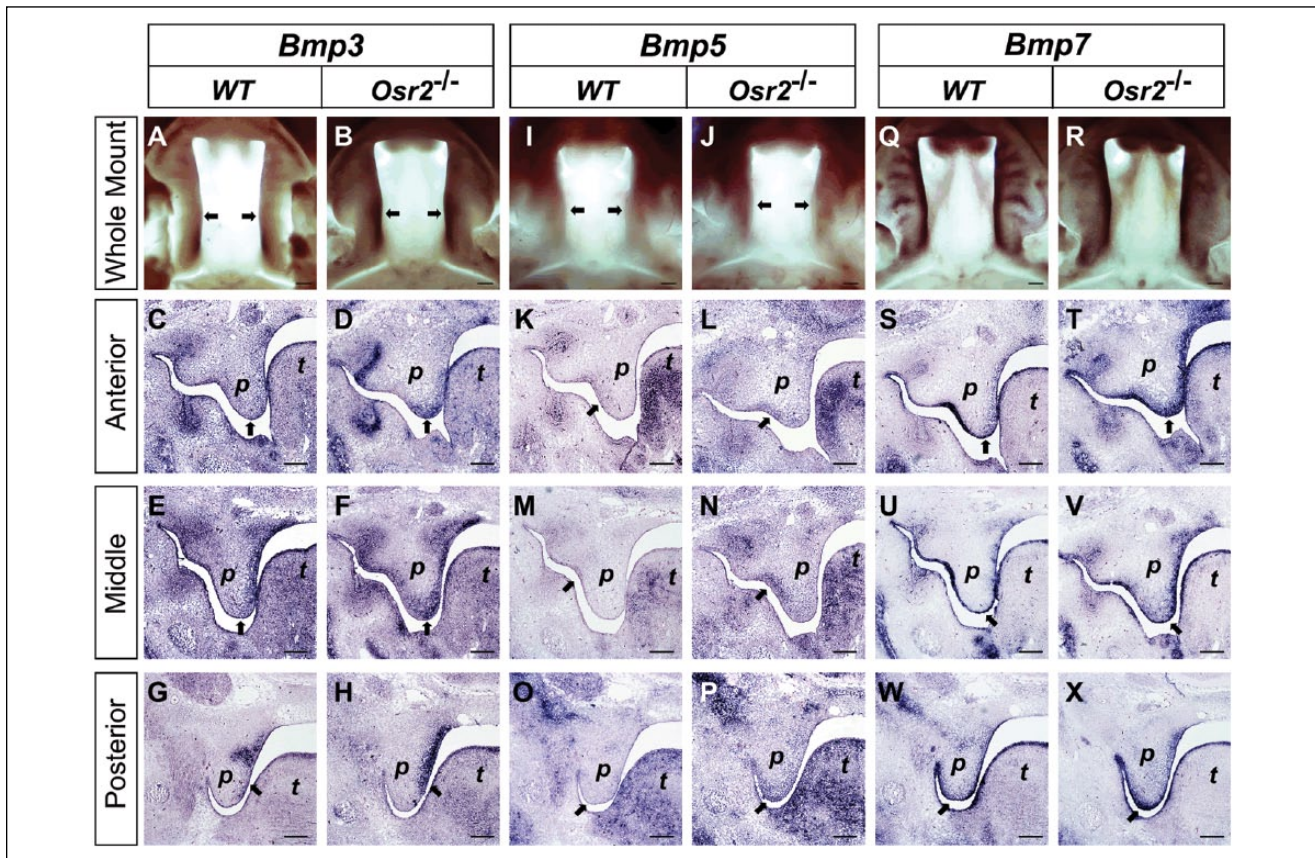 Bmp3 Bmp5 Bmp7
WT Osr2-/- WT Osr2-/- WT Osr2-/-
Whole Mount
A B I J Q R
Anterior
C D K L S T
p t p t p t p t p t p t
Middle
E F M N U V
p t p t p t p t p t p t
Posterior
G H O P W X
p t p t p t p t p t p t